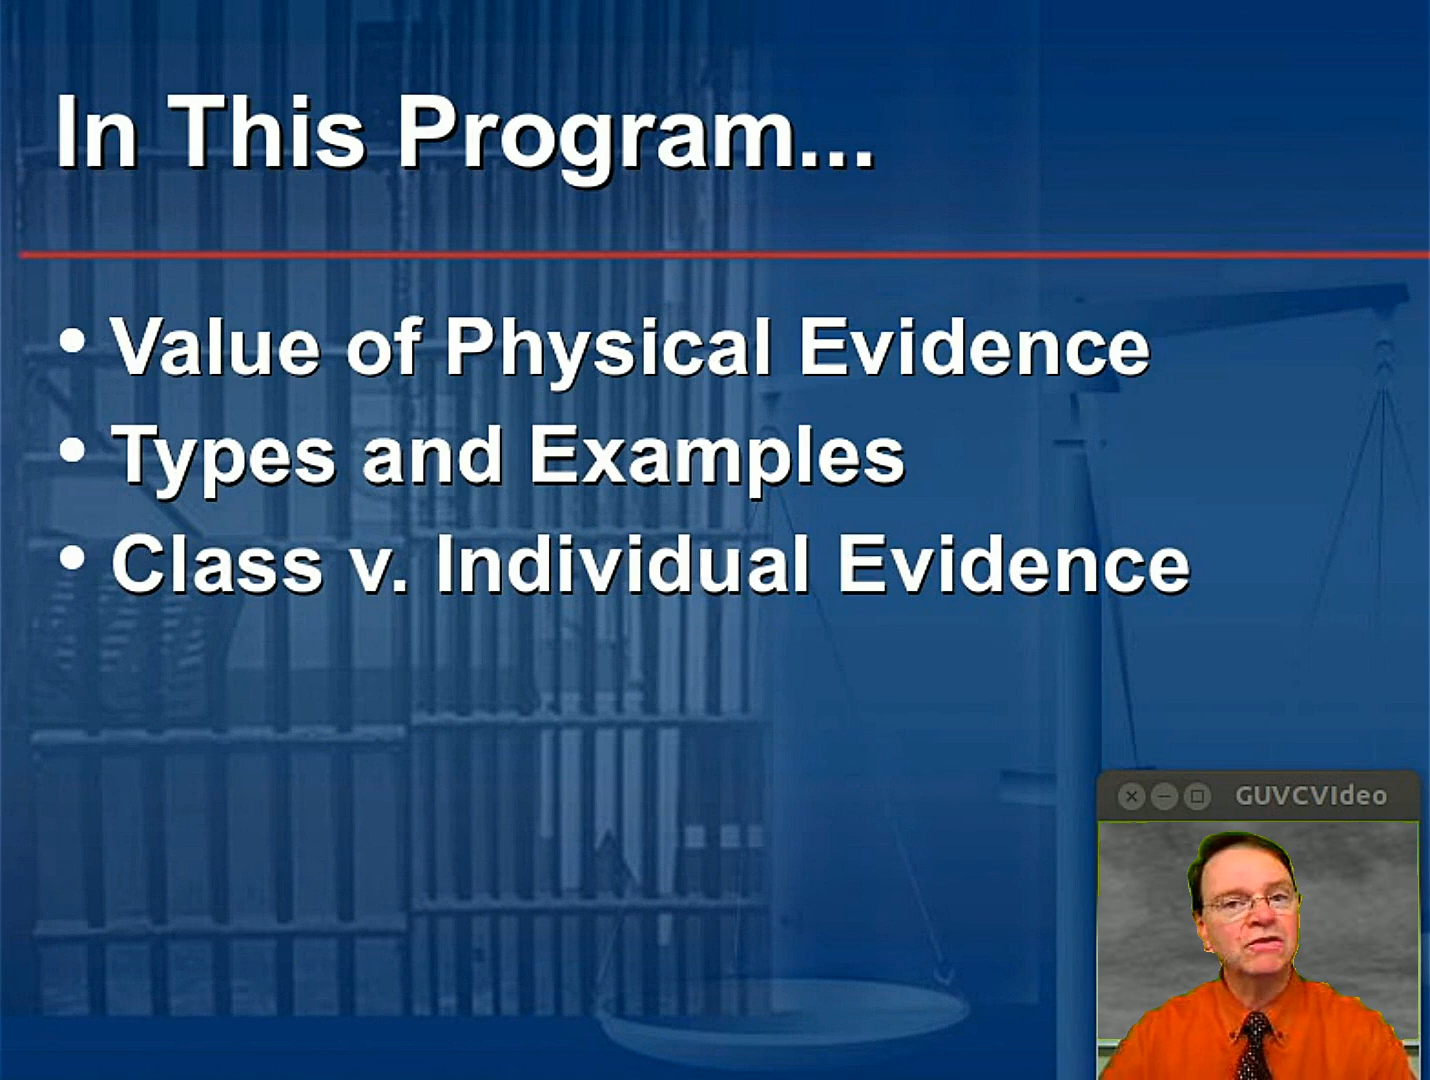 In This Program...
• Value of Physical Evidence
• Types and Examples
• Class v. Individual Evidence
GUVCVIdeo